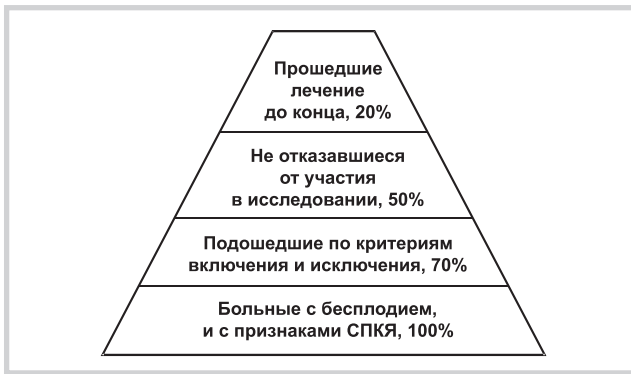 Прошедшие
лечение
до конца, 20%
Не отказавшиеся
от участия
в исследовании, 50%
Подошедшие по критериям
включения и исключения, 70%
Больные с бесплодием,
и с признаками СПКЯ, 100%